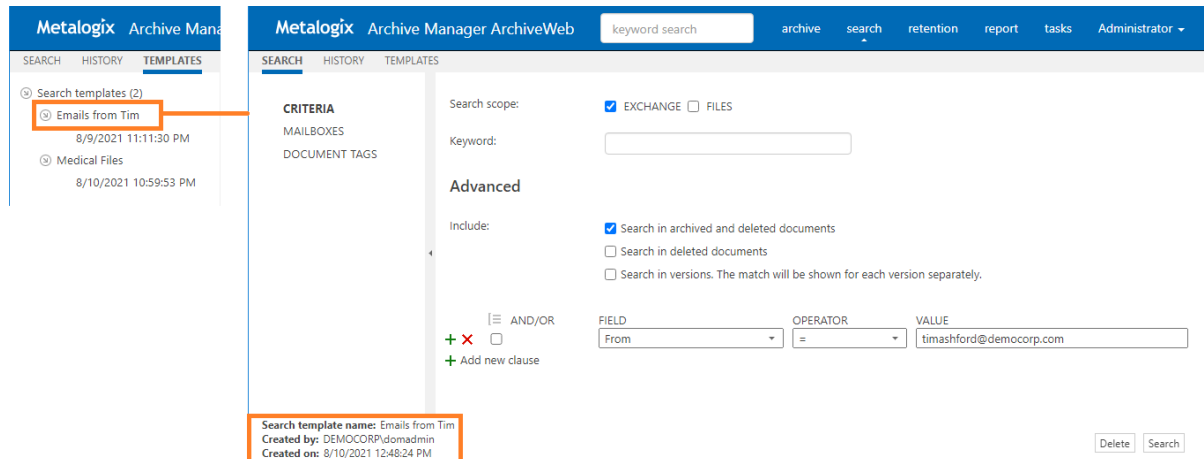 Metalogix Archive Mana
SEARCH HISTORY TEMPLATES
Search templates (2)
Emails from Tim
8/9/2021 11:11:30 PM
Medical Files
8/10/2021 10:59:53 PM
Metalogix Archive Manager ArchiveWeb keyword search archive search retention report tasks Administrator
SEARCH HISTORY TEMPLATES
CRITERIA
MAILBOXES
DOCUMENT TAGS
Search scope: EXCHANGE FILES
Keyword:
Advanced
Include: Search in archived and deleted documents
Search in deleted documents
Search in versions. The match will be shown for each version separately.
AND/OR FIELD OPERATOR VALUE
From = timashford@democorp.com
Add new clause
Search template name: Emails from Tim
Created by: DEMOCORP\domadmin
Created on: 8/10/2021 12:48:24 PM
Delete Search